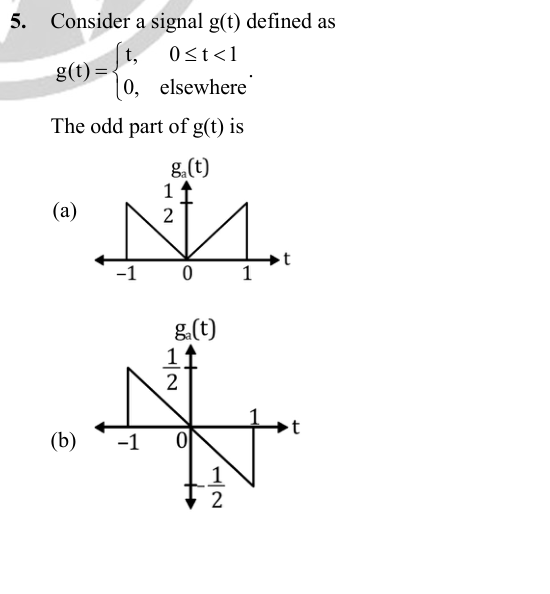 5. Consider a signal g(t) defined as
g(t) = { t, 0 ≤ t < 1
0, elsewhere .
The odd part of g(t) is
(a)
gₐ(t)
1
2
-1 0 1 t
(b)
gₐ(t)
1/2
1 t
-1 0
-1/2